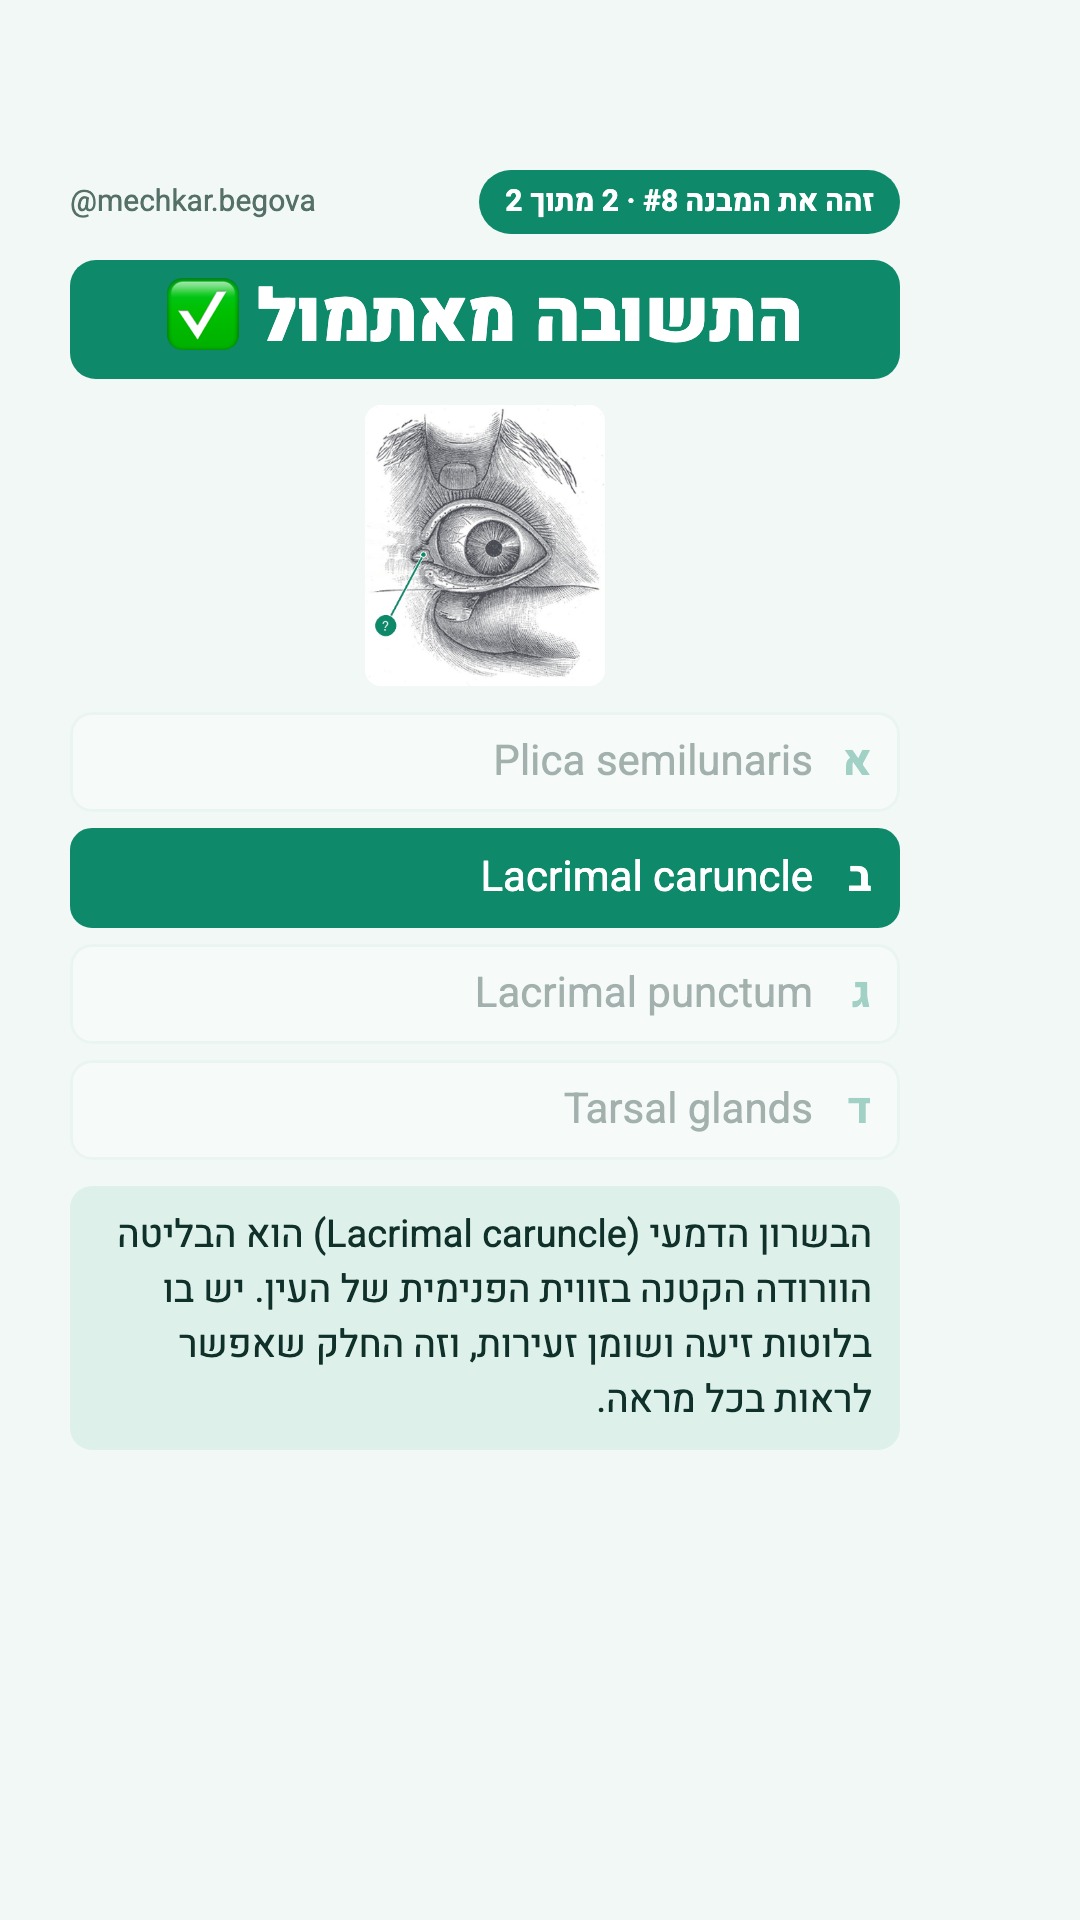 @mechkar.begova
זהה את המבנה #8 · 2 מתוך 2
התשובה מאתמול ✅
?
א Plica semilunaris
ב Lacrimal caruncle
ג Lacrimal punctum
ד Tarsal glands
הבשרון הדמעי (Lacrimal caruncle) הוא הבליטה
הוורודה הקטנה בזווית הפנימית של העין. יש בו
בלוטות זיעה ושומן זעירות, וזה החלק שאפשר
לראות בכל מראה.